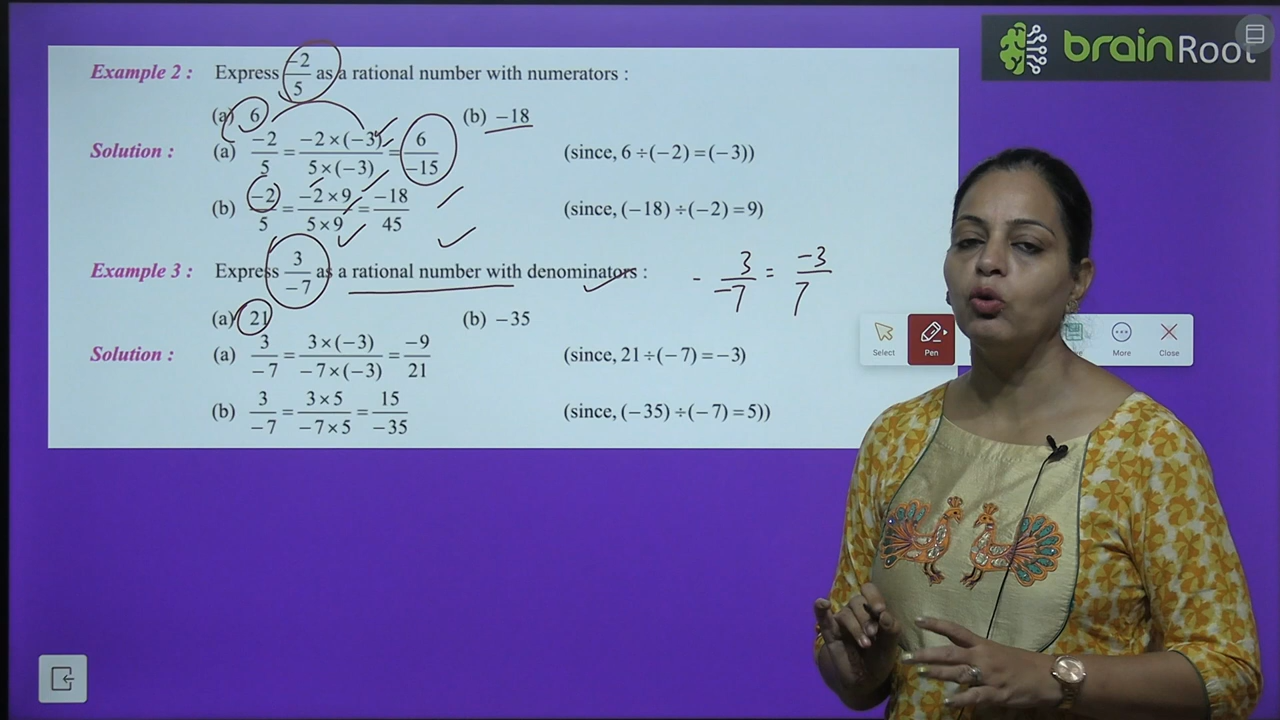 brainRoot
Example 2 : Express -2/5 as a rational number with numerators :
(a) 6 (b) -18
Solution : (a) -2/5 = -2×(-3)/5×(-3) = 6/-15 (since, 6÷(-2)=(-3))
(b) -2/5 = -2×9/5×9 = -18/45 (since, (-18)÷(-2)=9)
Example 3 : Express 3/-7 as a rational number with denominators :
- 3/-7 = -3/7
(a) 21 (b) -35
Solution : (a) 3/-7 = 3×(-3)/-7×(-3) = -9/21 (since, 21÷(-7)=-3)
(b) 3/-7 = 3×5/-7×5 = 15/-35 (since, (-35)÷(-7)=5))
Select Pen More Close